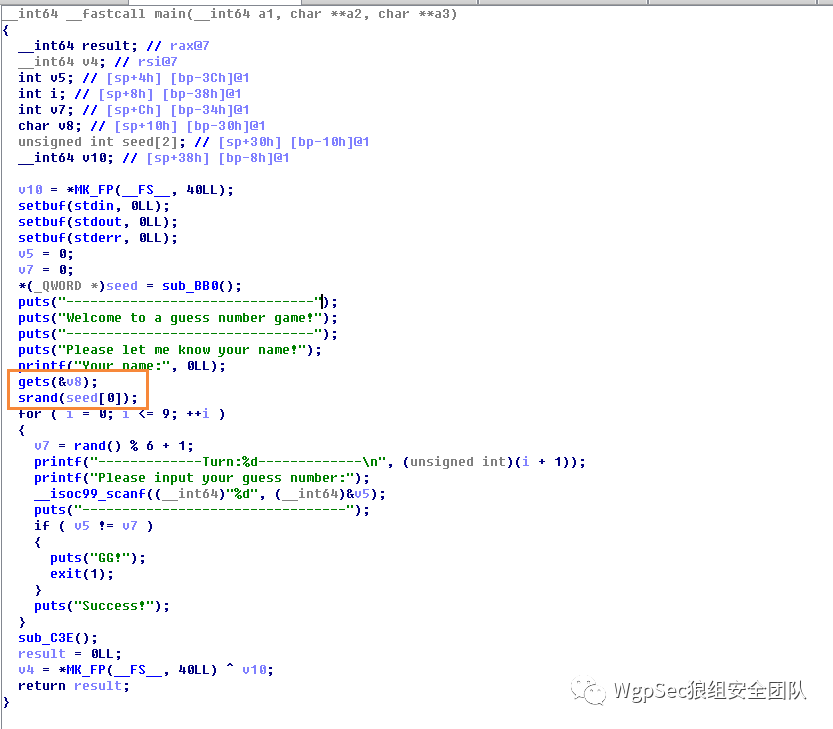 __int64 __fastcall main(__int64 a1, char **a2, char **a3)
{
  __int64 result; // rax@7
  __int64 v4; // rsi@7
  int v5; // [sp+4h] [bp-3Ch]@1
  int i; // [sp+8h] [bp-38h]@1
  int v7; // [sp+Ch] [bp-34h]@1
  char v8; // [sp+10h] [bp-30h]@1
  unsigned int seed[2]; // [sp+30h] [bp-10h]@1
  __int64 v10; // [sp+38h] [bp-8h]@1
  v10 = *MK_FP(__FS__, 40LL);
  setbuf(stdin, 0LL);
  setbuf(stdout, 0LL);
  setbuf(stderr, 0LL);
  v5 = 0;
  v7 = 0;
  *(_QWORD *)seed = sub_BB0();
  puts("-------------------------------");
  puts("Welcome to a guess number game!");
  puts("-------------------------------");
  puts("Please let me know your name!");
  printf("Your name:", 0LL);
  gets(&v8);
  srand(seed[0]);
  for ( i = 0; i <= 9; ++i )
  {
    v7 = rand() % 6 + 1;
    printf("-------------Turn:%d-------------\n", (unsigned int)(i + 1));
    printf("Please input your guess number:");
    __isoc99_scanf((__int64)"%d", (__int64)&v5);
    puts("---------------------------------");
    if ( v5 != v7 )
    {
      puts("GG!");
      exit(1);
    }
    puts("Success!");
  }
  sub_C3E();
  result = 0LL;
  v4 = *MK_FP(__FS__, 40LL) ^ v10;
  return result;
}
WgpSec狼组安全团队